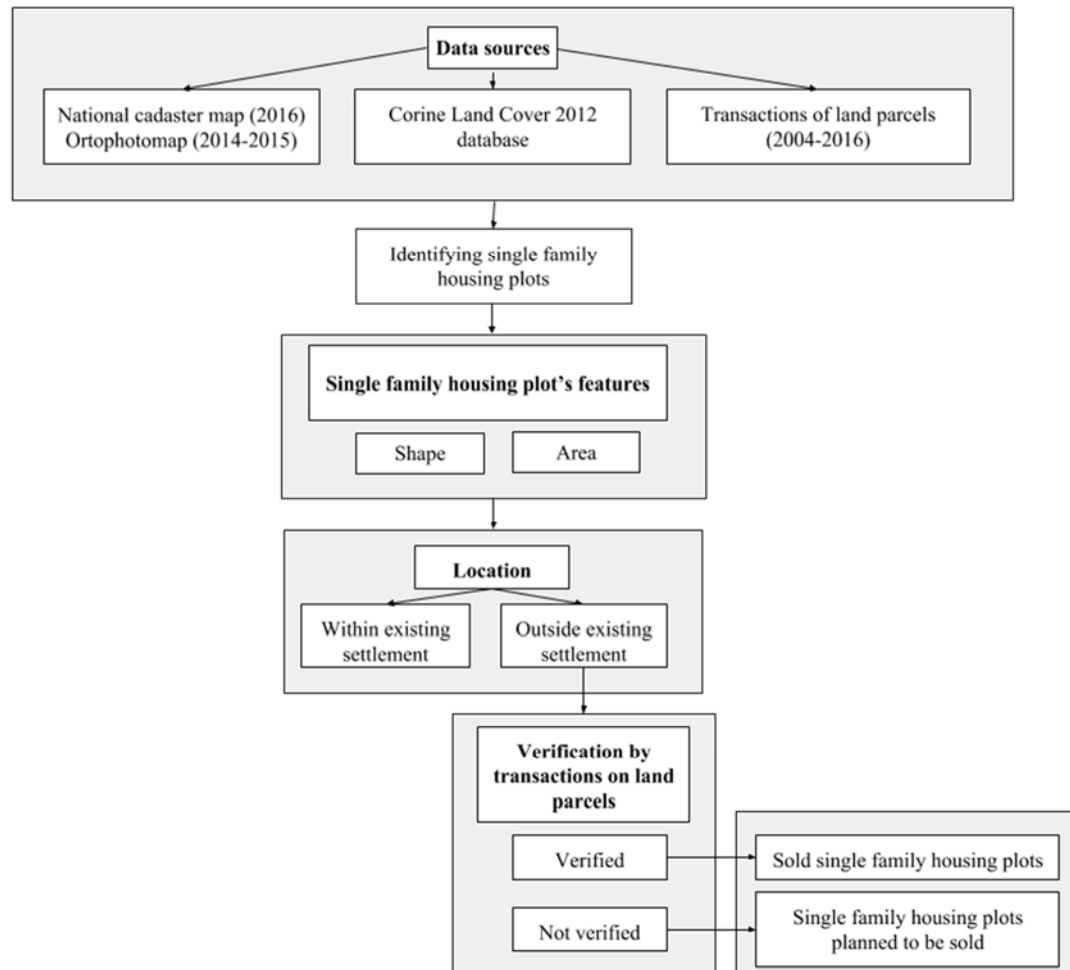 Data sources
National cadaster map (2016)
Ortophotomap (2014-2015)
Corine Land Cover 2012
database
Transactions of land parcels
(2004-2016)
Identifying single family
housing plots
Single family housing plot's features
Shape
Area
Location
Within existing
settlement
Outside existing
settlement
Verification by
transactions on land
parcels
Verified
Sold single family housing plots
Not verified
Single family housing plots
planned to be sold